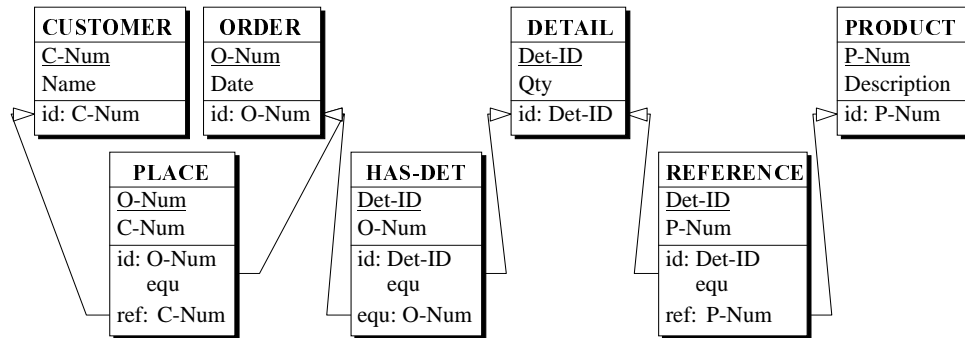 CUSTOMER
C-Num
Name
id: C-Num
ORDER
O-Num
Date
id: O-Num
DETAIL
Det-ID
Qty
id: Det-ID
PRODUCT
P-Num
Description
id: P-Num
PLACE
O-Num
C-Num
id: O-Num
equ
ref: C-Num
HAS-DET
Det-ID
O-Num
id: Det-ID
equ
equ: O-Num
REFERENCE
Det-ID
P-Num
id: Det-ID
equ
ref: P-Num